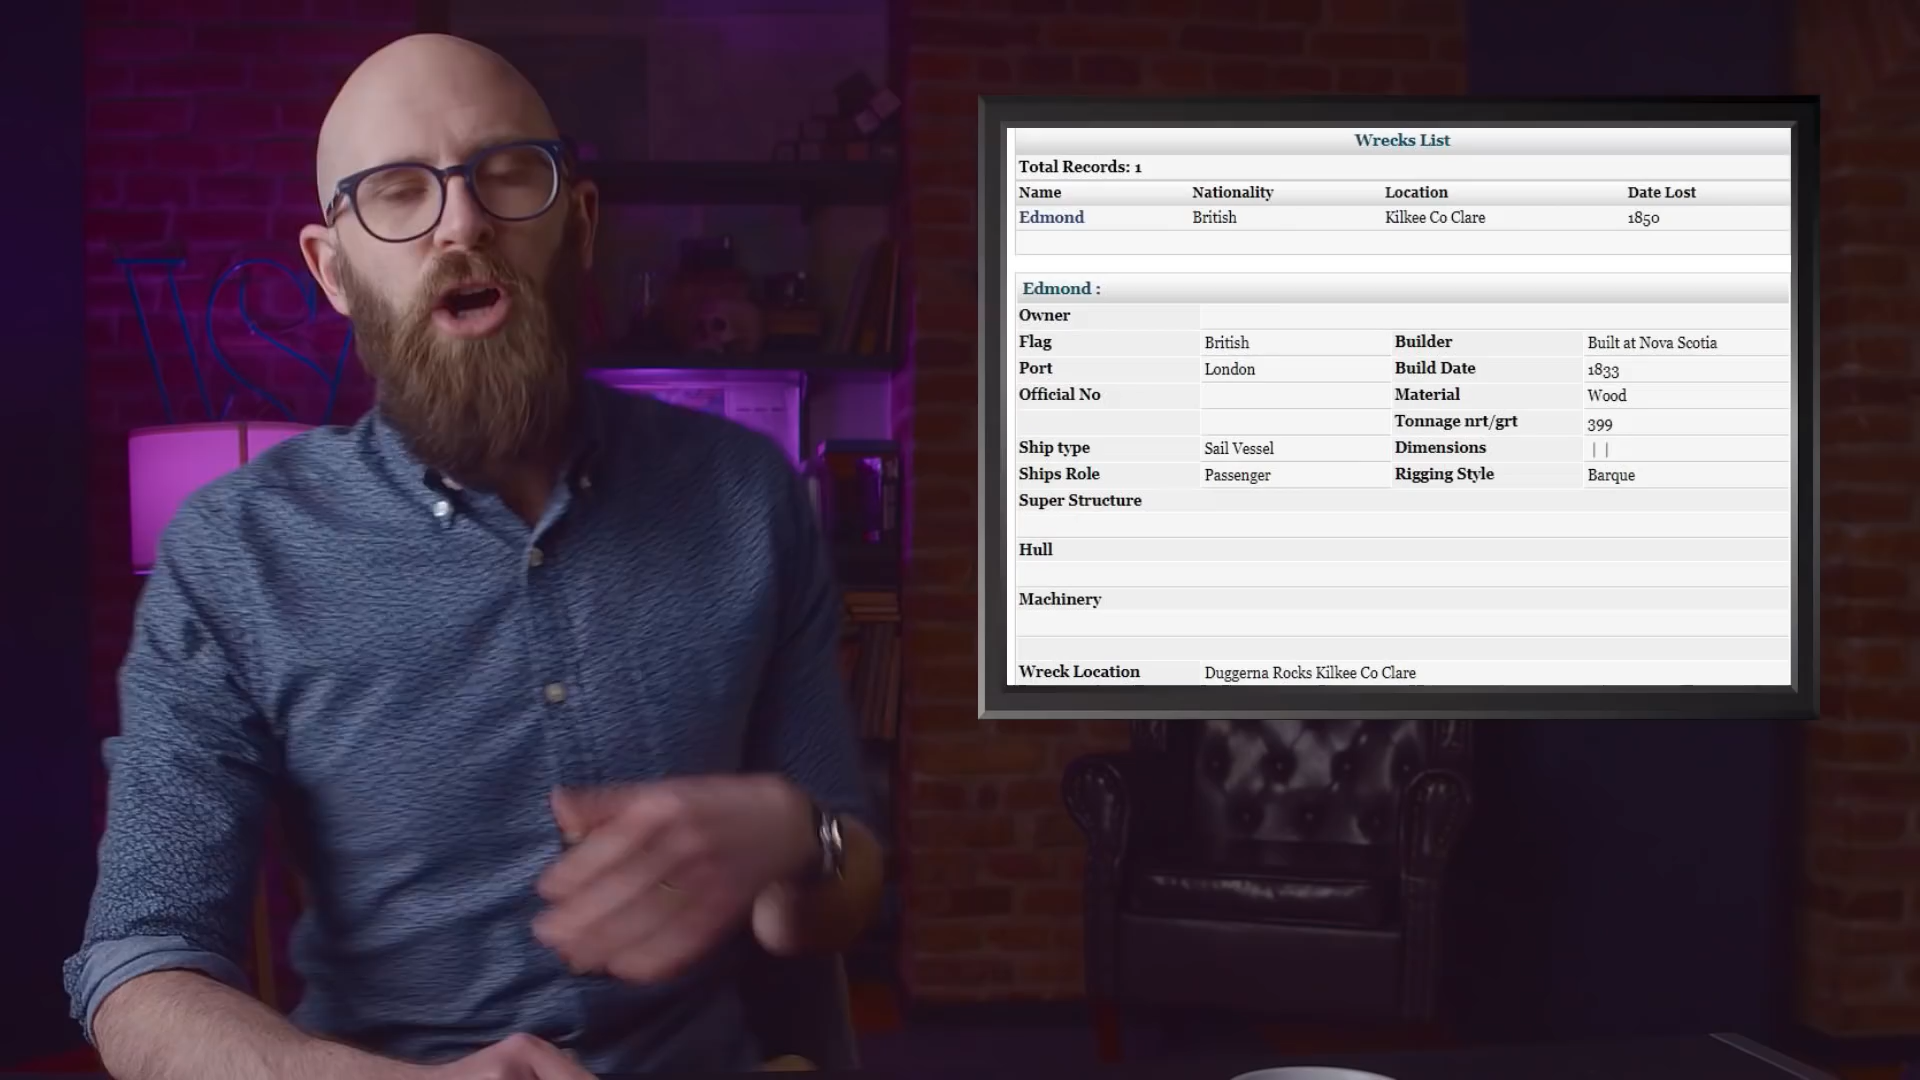 Wrecks List
Total Records: 1
Name Nationality Location Date Lost
Edmond British Kilkee Co Clare 1850
Edmond :
Owner
Flag British Builder Built at Nova Scotia
Port London Build Date 1833
Official No Material Wood
Tonnage nrt/grt 399
Ship type Sail Vessel Dimensions | |
Ships Role Passenger Rigging Style Barque
Super Structure
Hull
Machinery
Wreck Location Duggerna Rocks Kilkee Co Clare